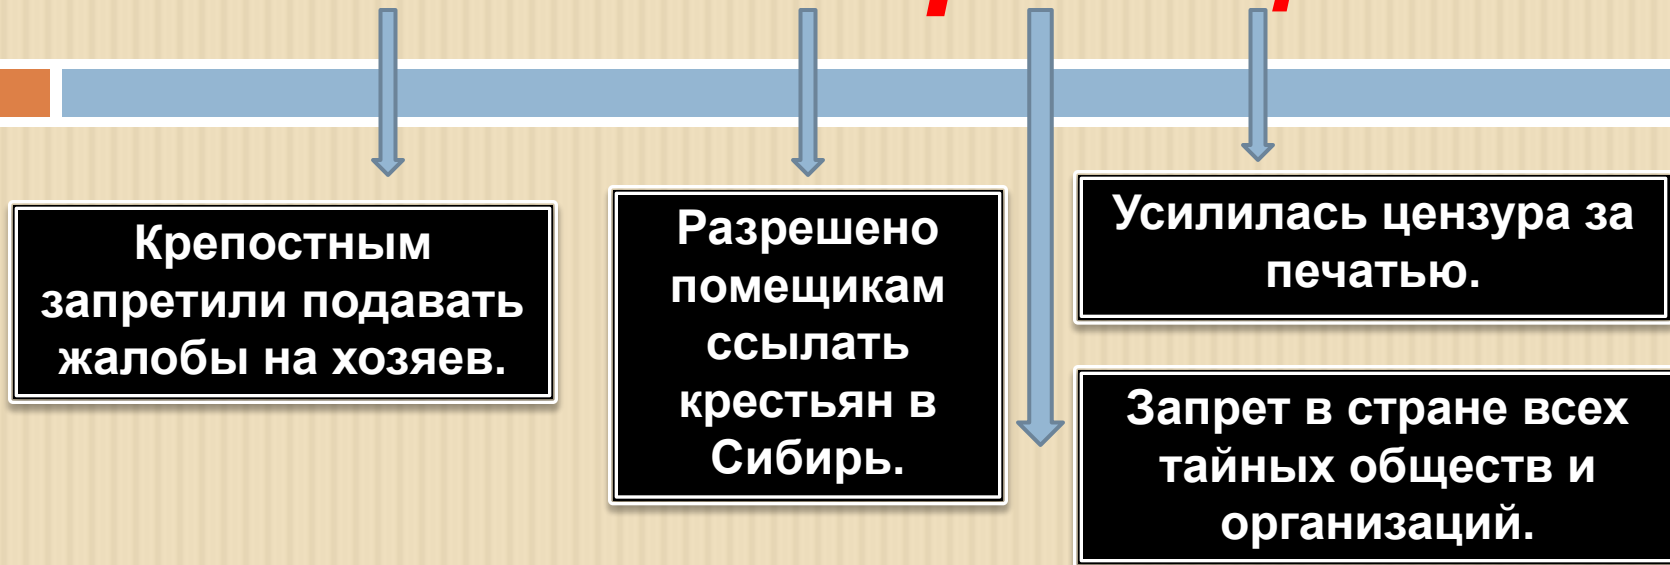 Крепостным
запретили подавать
жалобы на хозяев.
Разрешено
помещикам
ссылать
крестьян в
Сибирь.
Усилилась цензура за
печатью.
Запрет в стране всех
тайных обществ и
организаций.